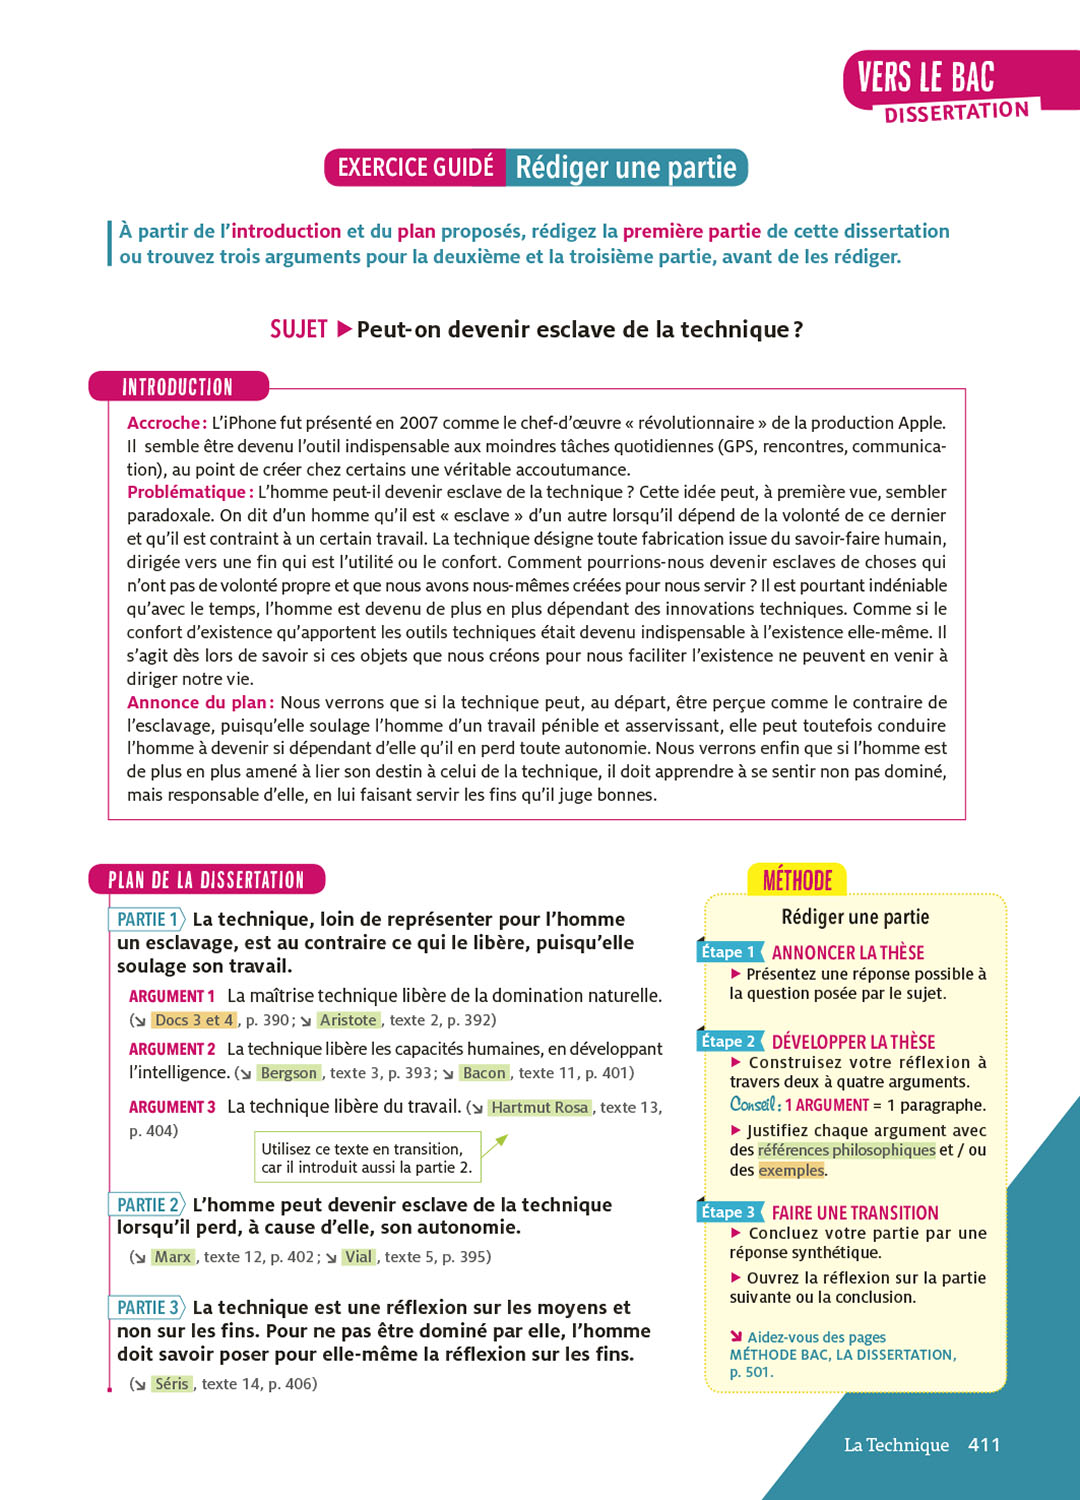 VERS LE BAC
DISSERTATION
EXERCICE GUIDÉ Rédiger une partie
À partir de l’introduction et du plan proposés, rédigez la première partie de cette dissertation
ou trouvez trois arguments pour la deuxième et la troisième partie, avant de les rédiger.
SUJET ▶ Peut-on devenir esclave de la technique ?
INTRODUCTION
Accroche : L’iPhone fut présenté en 2007 comme le chef-d’œuvre « révolutionnaire » de la production Apple.
Il semble être devenu l’outil indispensable aux moindres tâches quotidiennes (GPS, rencontres, communica-
tion), au point de créer chez certains une véritable accoutumance.
Problématique : L’homme peut-il devenir esclave de la technique ? Cette idée peut, à première vue, sembler
paradoxale. On dit d’un homme qu’il est « esclave » d’un autre lorsqu’il dépend de la volonté de ce dernier
et qu’il est contraint à un certain travail. La technique désigne toute fabrication issue du savoir-faire humain,
dirigée vers une fin qui est l’utilité ou le confort. Comment pourrions-nous devenir esclaves de choses qui
n’ont pas de volonté propre et que nous avons nous-mêmes créées pour nous servir ? Il est pourtant indéniable
qu’avec le temps, l’homme est devenu de plus en plus dépendant des innovations techniques. Comme si le
confort d’existence qu’apportent les outils techniques était devenu indispensable à l’existence elle-même. Il
s’agit dès lors de savoir si ces objets que nous créons pour nous faciliter l’existence ne peuvent en venir à
diriger notre vie.
Annonce du plan : Nous verrons que si la technique peut, au départ, être perçue comme le contraire de
l’esclavage, puisqu’elle soulage l’homme d’un travail pénible et asservissant, elle peut toutefois conduire
l’homme à devenir si dépendant d’elle qu’il en perd toute autonomie. Nous verrons enfin que si l’homme est
de plus en plus amené à lier son destin à celui de la technique, il doit apprendre à se sentir non pas dominé,
mais responsable d’elle, en lui faisant servir les fins qu’il juge bonnes.
PLAN DE LA DISSERTATION
PARTIE 1 La technique, loin de représenter pour l’homme
un esclavage, est au contraire ce qui le libère, puisqu’elle
soulage son travail.
ARGUMENT 1 La maîtrise technique libère de la domination naturelle.
(↘ Docs 3 et 4, p. 390 ; ↘ Aristote, texte 2, p. 392)
ARGUMENT 2 La technique libère les capacités humaines, en développant
l’intelligence. (↘ Bergson, texte 3, p. 393 ; ↘ Bacon, texte 11, p. 401)
ARGUMENT 3 La technique libère du travail. (↘ Hartmut Rosa, texte 13,
p. 404)
Utilisez ce texte en transition,
car il introduit aussi la partie 2.
PARTIE 2 L’homme peut devenir esclave de la technique
lorsqu’il perd, à cause d’elle, son autonomie.
(↘ Marx, texte 12, p. 402 ; ↘ Vial, texte 5, p. 395)
PARTIE 3 La technique est une réflexion sur les moyens et
non sur les fins. Pour ne pas être dominé par elle, l’homme
doit savoir poser pour elle-même la réflexion sur les fins.
(↘ Séris, texte 14, p. 406)
MÉTHODE
Rédiger une partie
Étape 1 ANNONCER LA THÈSE
▶ Présentez une réponse possible à
la question posée par le sujet.
Étape 2 DÉVELOPPER LA THÈSE
▶ Construisez votre réflexion à
travers deux à quatre arguments.
Conseil : 1 ARGUMENT = 1 paragraphe.
▶ Justifiez chaque argument avec
des références philosophiques et / ou
des exemples.
Étape 3 FAIRE UNE TRANSITION
▶ Concluez votre partie par une
réponse synthétique.
▶ Ouvrez la réflexion sur la partie
suivante ou la conclusion.
↘ Aidez-vous des pages
MÉTHODE BAC, LA DISSERTATION,
p. 501.
La Technique 411